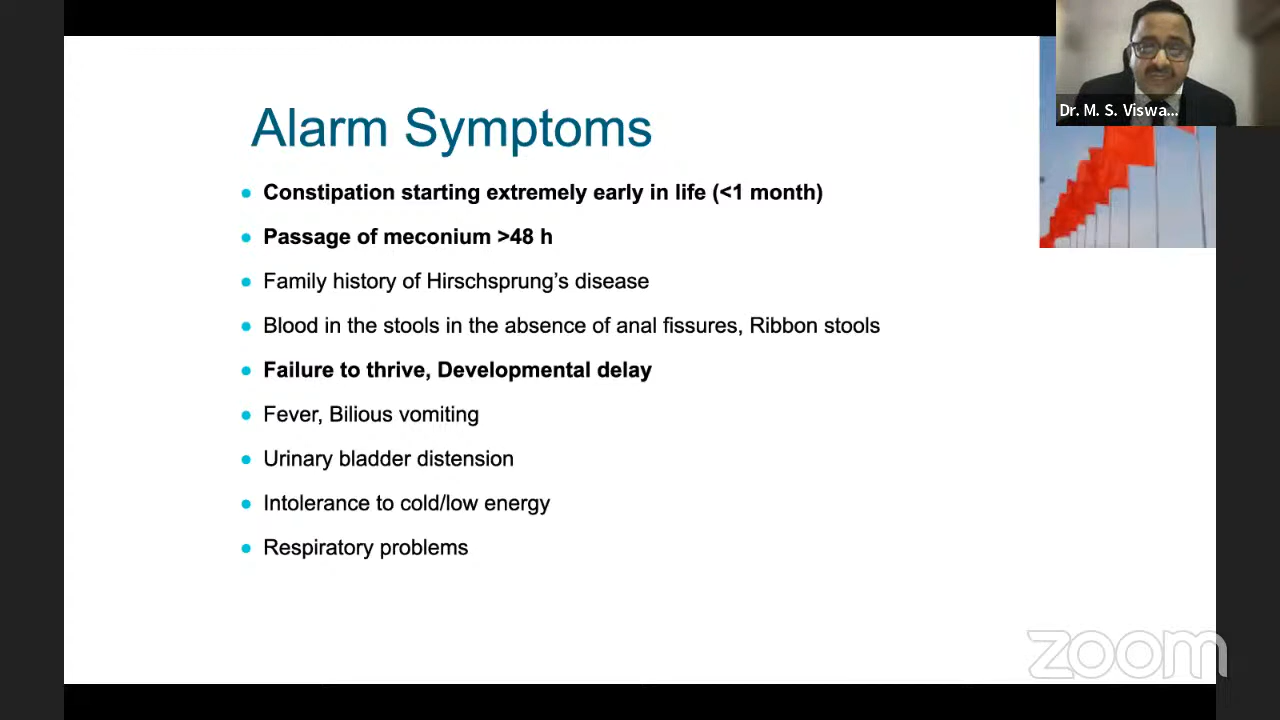 Dr. M. S. Viswa...
Alarm Symptoms
• Constipation starting extremely early in life (<1 month)
• Passage of meconium >48 h
• Family history of Hirschsprung’s disease
• Blood in the stools in the absence of anal fissures, Ribbon stools
• Failure to thrive, Developmental delay
• Fever, Bilious vomiting
• Urinary bladder distension
• Intolerance to cold/low energy
• Respiratory problems
zoom